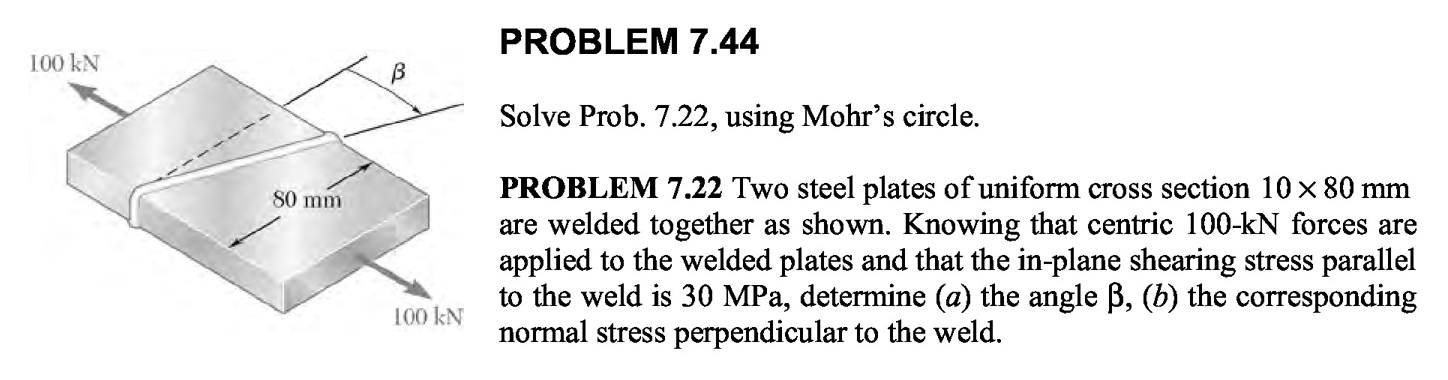 PROBLEM 7.44
100 kN
β
Solve Prob. 7.22, using Mohr's circle.
80 mm
PROBLEM 7.22 Two steel plates of uniform cross section 10 × 80 mm
are welded together as shown. Knowing that centric 100-kN forces are
applied to the welded plates and that the in-plane shearing stress parallel
to the weld is 30 MPa, determine (a) the angle β, (b) the corresponding
normal stress perpendicular to the weld.
100 kN